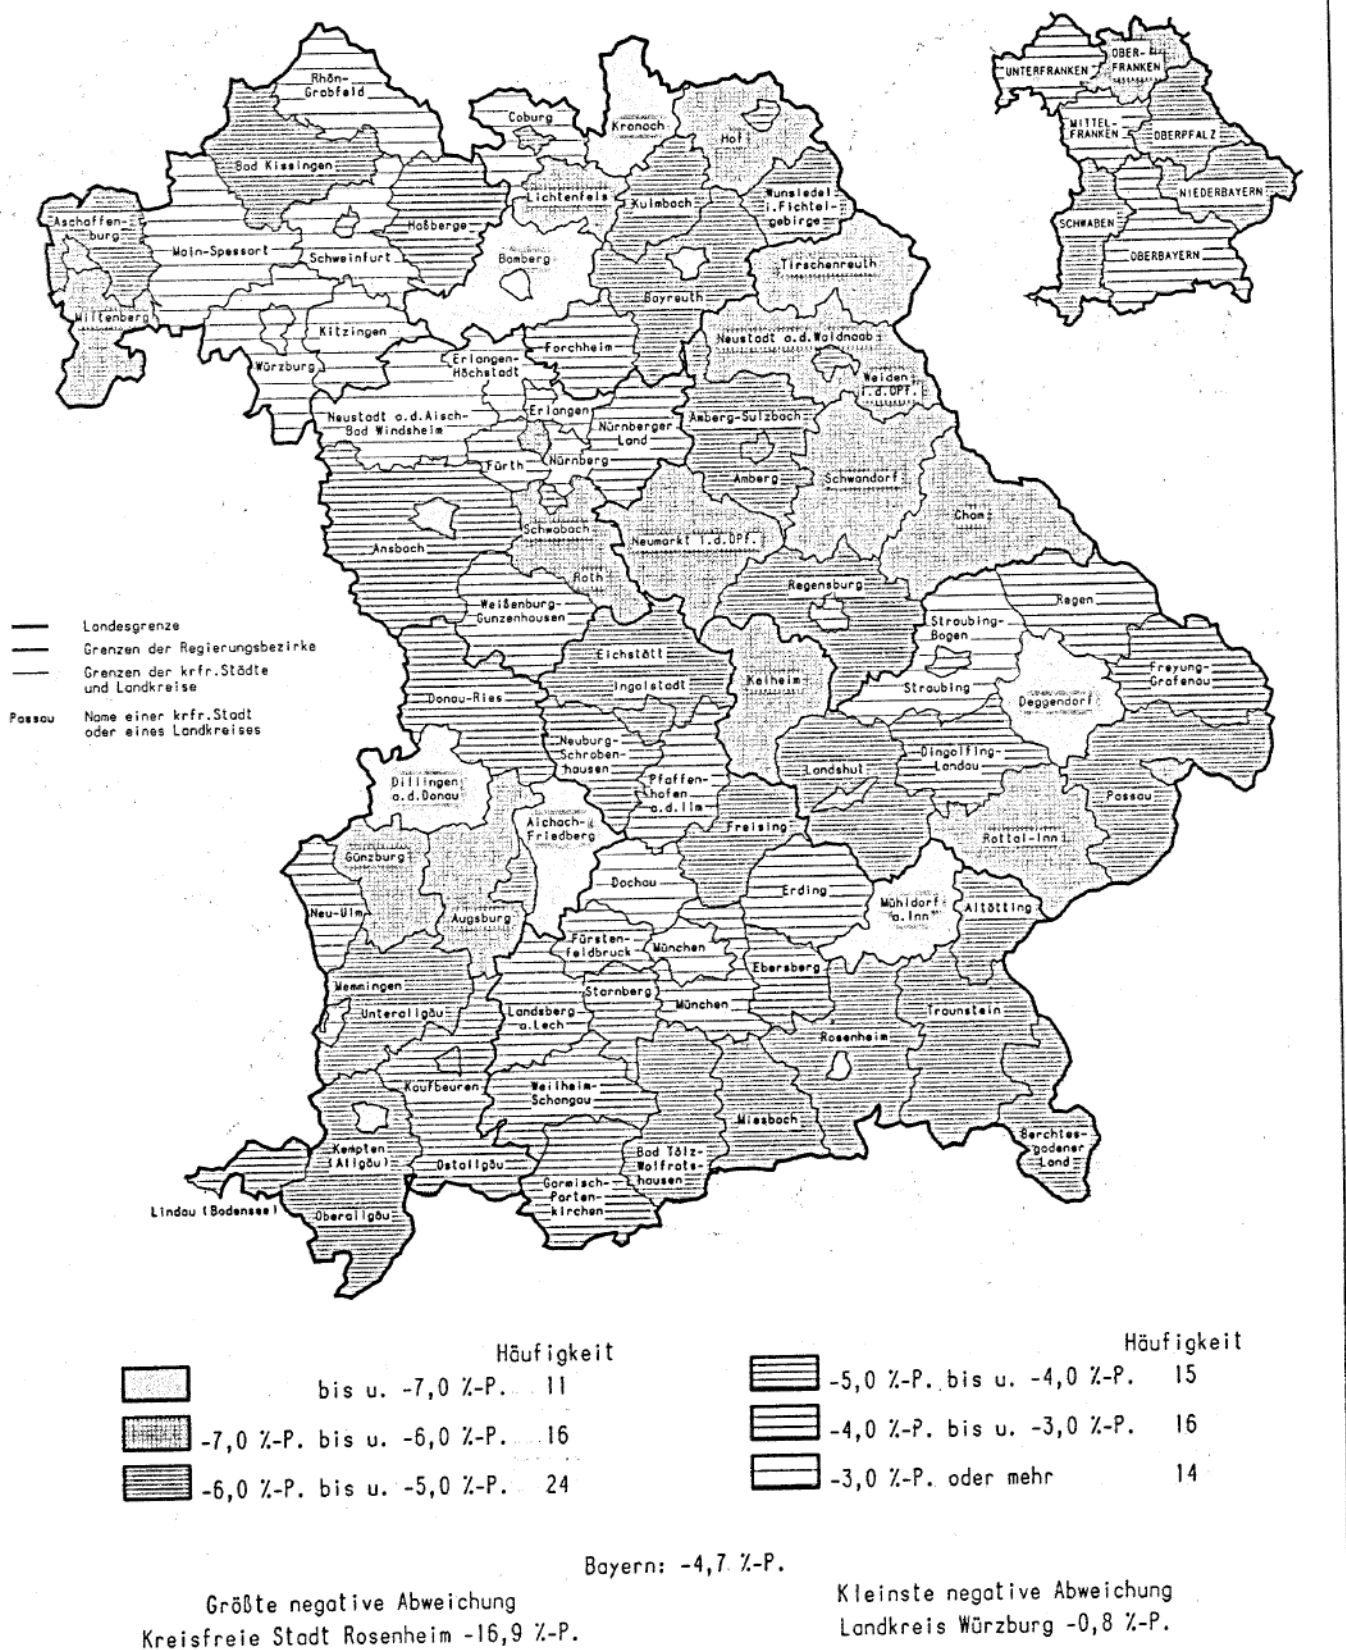 Rhön-
Grabfeld
Coburg
Kronach
Hof
Bad Kissingen
Lichtenfels
Kulmbach
Wunsiedel
i.Fichtel-
gebirge
Aschaffen-
burg
Haßberge
Main-Spessart
Schweinfurt
Bamberg
Tirschenreuth
Bayreuth
Miltenberg
Kitzingen
Würzburg
Forchheim
Erlangen-
Höchstadt
Neustadt a.d.Waldnaab
Weiden
i.d.OPf.
Neustadt a.d.Aisch-
Bad Windsheim
Erlangen
Nürnberger
Land
Amberg-Sulzbach
Fürth
Nürnberg
Amberg
Schwandorf
Cham
Schwabach
Neumarkt i.d.OPf.
Ansbach
Roth
Regensburg
Weißenburg-
Gunzenhausen
Regen
Straubing-
Bogen
Eichstätt
Freyung-
Grafenau
Ingolstadt
Kelheim
Straubing
Donau-Ries
Deggendorf
Neuburg-
Schroben-
hausen
Dingolfing-
Landau
Landshut
Dillingen
a.d.Donau
Pfaffen-
hofen
a.d.Ilm
Passau
Aichach-
Friedberg
Freising
Rottal-Inn
Günzburg
Dachau
Erding
Mühldorf
a.Inn
Altötting
Neu-Ulm
Augsburg
Fürsten-
feldbruck
München
Ebersberg
Memmingen
Starnberg
München
Unterallgäu
Landsberg
a.Lech
Traunstein
Rosenheim
Kaufbeuren
Weilheim-
Schongau
Miesbach
Kempten
(Allgäu)
Ostallgäu
Bad Tölz-
Wolfrats-
hausen
Berchtes-
gadener
Land
Garmisch-
Parten-
kirchen
Lindau (Bodensee)
Oberallgäu
UNTERFRANKEN
OBER-
FRANKEN
MITTEL-
FRANKEN
OBERPFALZ
NIEDERBAYERN
SCHWABEN
OBERBAYERN
Landesgrenze
Grenzen der Regierungsbezirke
Grenzen der krfr.Städte
und Landkreise
Passau Name einer krfr.Stadt
oder eines Landkreises
Häufigkeit
bis u. -7,0 %-P. 11
-7,0 %-P. bis u. -6,0 %-P. 16
-6,0 %-P. bis u. -5,0 %-P. 24
Häufigkeit
-5,0 %-P. bis u. -4,0 %-P. 15
-4,0 %-P. bis u. -3,0 %-P. 16
-3,0 %-P. oder mehr 14
Bayern: -4,7 %-P.
Größte negative Abweichung
Kreisfreie Stadt Rosenheim -16,9 %-P.
Kleinste negative Abweichung
Landkreis Würzburg -0,8 %-P.